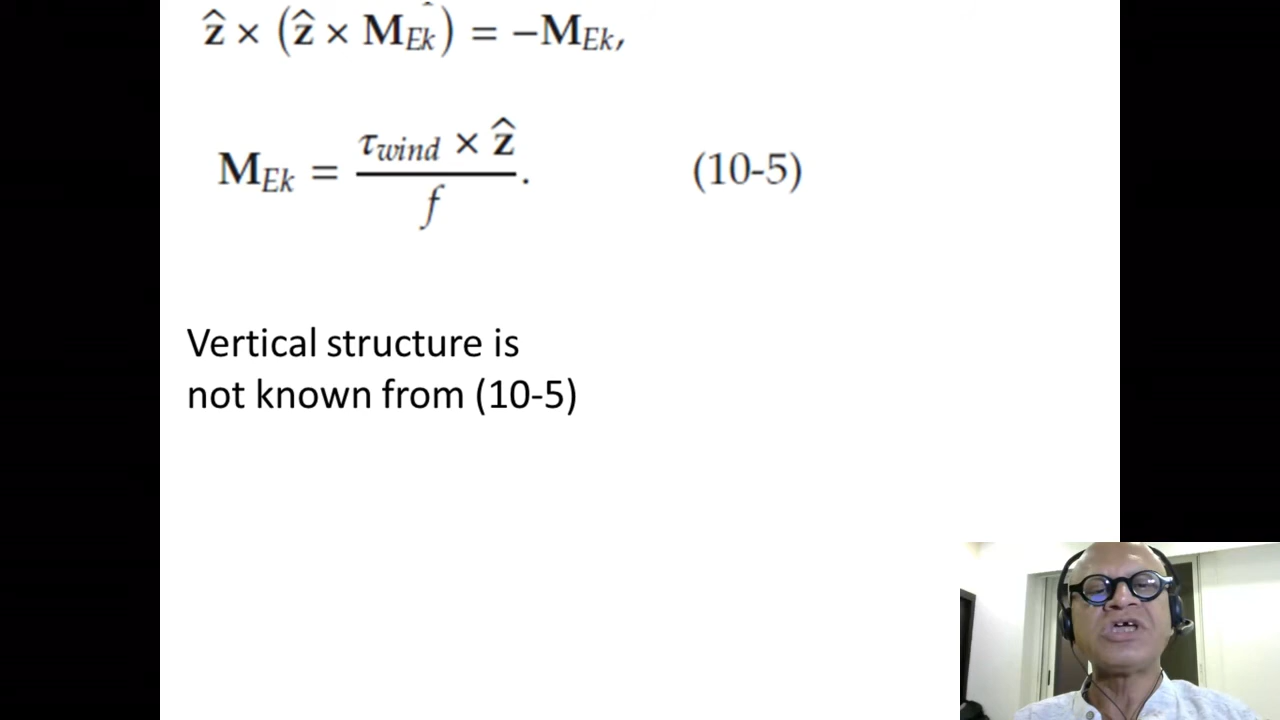 ẑ × (ẑ × M_Ek) = −M_Ek,
M_Ek = τ_wind × ẑ / f. (10-5)
Vertical structure is
not known from (10-5)